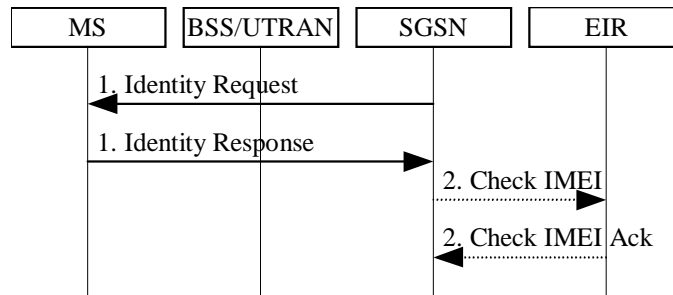 MS BSS/UTRAN SGSN EIR
1. Identity Request
1. Identity Response
2. Check IMEI
2. Check IMEI Ack